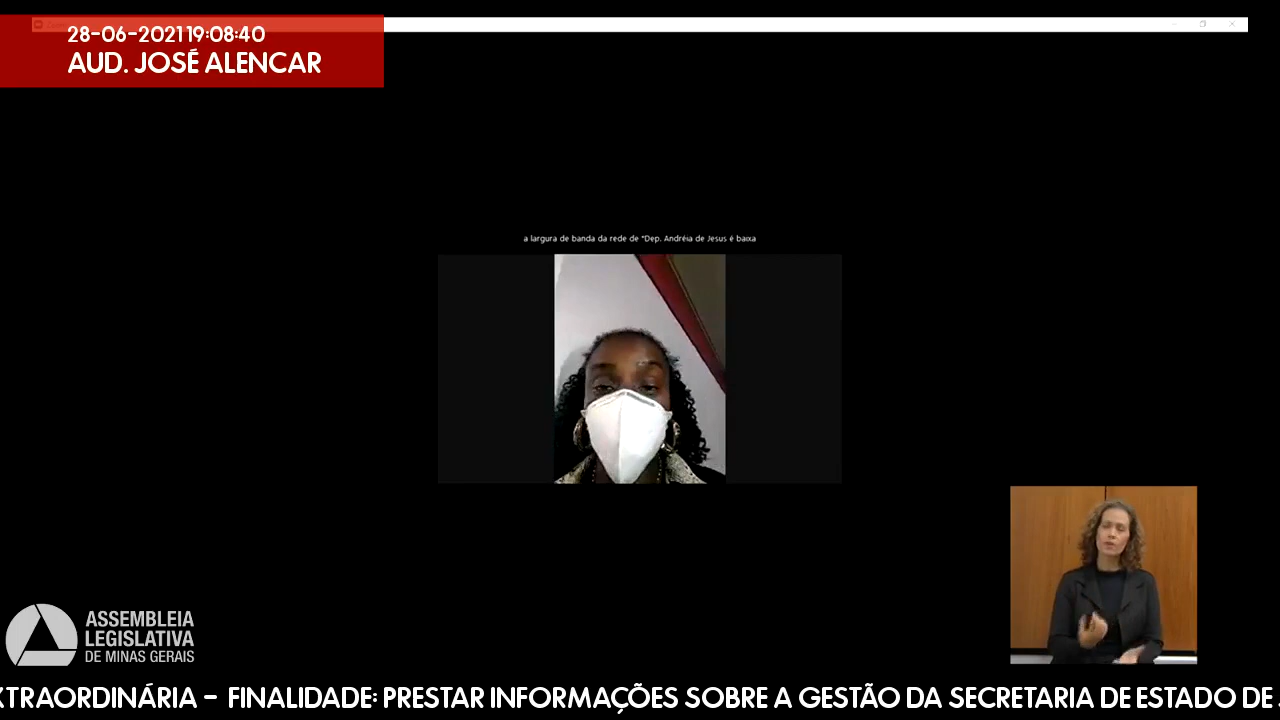 28-06-2021 19:08:40
AUD. JOSÉ ALENCAR
a largura de banda da rede de "Dep. Andréia de Jesus é baixa
ASSEMBLEIA
LEGISLATIVA
DE MINAS GERAIS
XTRAORDINÁRIA - FINALIDADE: PRESTAR INFORMAÇÕES SOBRE A GESTÃO DA SECRETARIA DE ESTADO DE